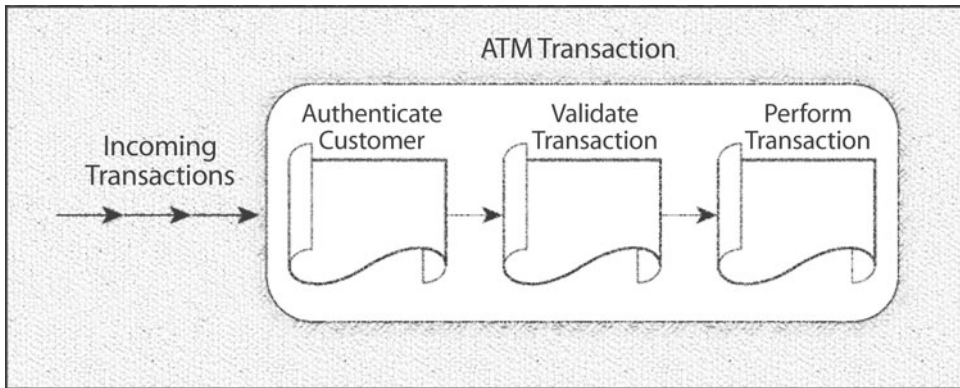 ATM Transaction
Incoming
Transactions
Authenticate
Customer
Validate
Transaction
Perform
Transaction